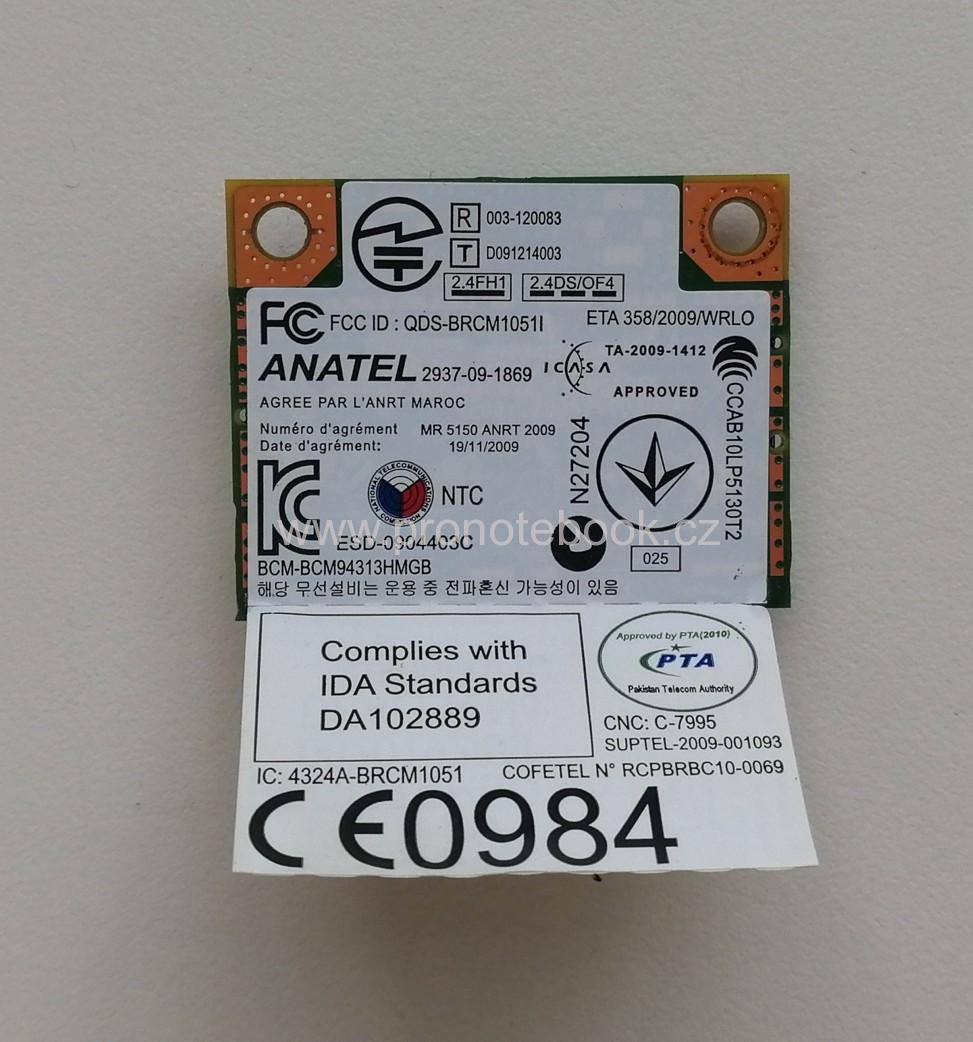 R 003-120083
T D091214003
2.4FH1 2.4DS/OF4
FC FCC ID : QDS-BRCM1051I ETA 358/2009/WRLO
ANATEL 2937-09-1869 ICASA TA-2009-1412
APPROVED
AGREE PAR L'ANRT MAROC
Numéro d'agrément MR 5150 ANRT 2009
Date d'agrément: 19/11/2009
N27204
CCAB10LP5130T2
NATIONAL TELECOMMUNICATIONS COMMISSION
NTC
www.pronotebook.cz
ESD-0904403C
025
BCM-BCM94313HMGB
해당 무선설비는 운용 중 전파혼신 가능성이 있음
Complies with
IDA Standards
DA102889
Approved by PTA(2010)
PTA
Pakistan Telecom Authority
CNC: C-7995
SUPTEL-2009-001093
IC: 4324A-BRCM1051 COFETEL N° RCPBRBC10-0069
CE0984